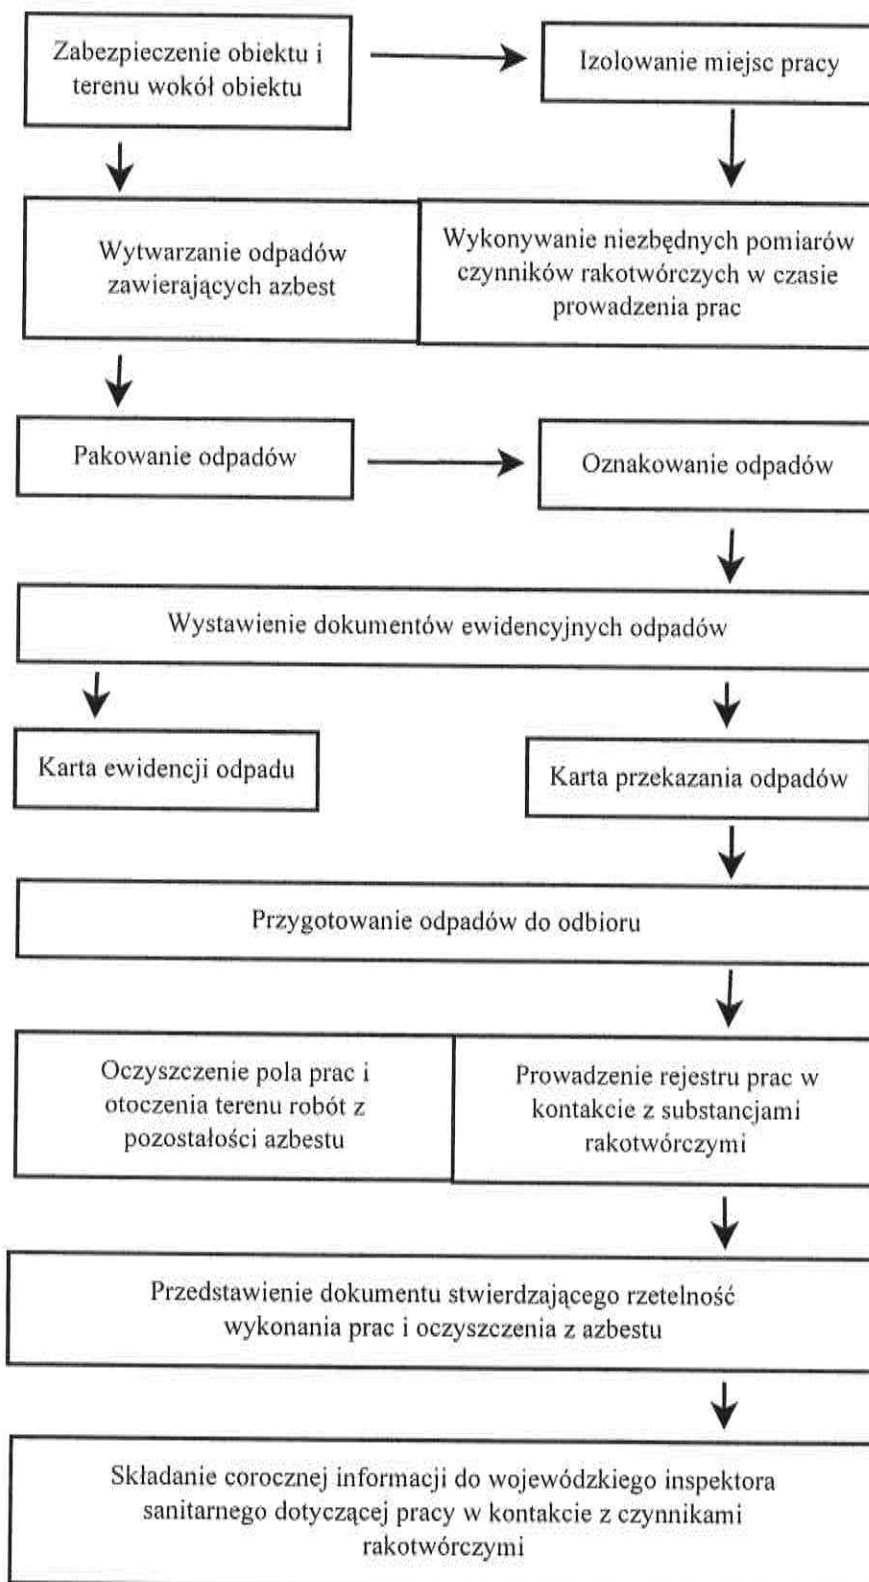 Zabezpieczenie obiektu i
terenu wokół obiektu
Izolowanie miejsc pracy
Wytwarzanie odpadów
zawierających azbest
Wykonywanie niezbędnych pomiarów
czynników rakotwórczych w czasie
prowadzenia prac
Pakowanie odpadów
Oznakowanie odpadów
Wystawienie dokumentów ewidencyjnych odpadów
Karta ewidencji odpadu
Karta przekazania odpadów
Przygotowanie odpadów do odbioru
Oczyszczenie pola prac i
otoczenia terenu robót z
pozostałości azbestu
Prowadzenie rejestru prac w
kontakcie z substancjami
rakotwórczymi
Przedstawienie dokumentu stwierdzającego rzetelność
wykonania prac i oczyszczenia z azbestu
Składanie corocznej informacji do wojewódzkiego inspektora
sanitarnego dotyczącej pracy w kontakcie z czynnikami
rakotwórczymi